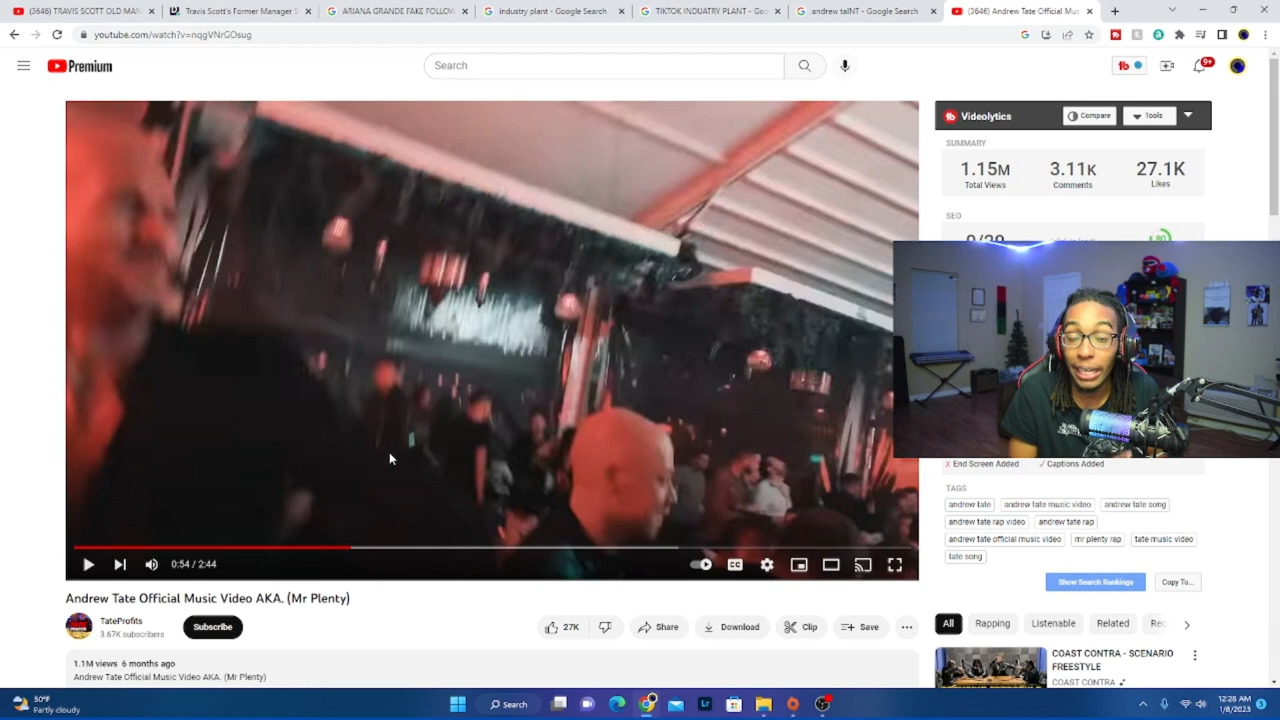 (3646) TRAVIS SCOTT OLD MAN
Travis Scott's Former Manager S
ARIANA GRANDE FAKE FOLLOW
industry plant - Google Search
TIKTOK INDUATRY PLANT - Go
andrew talNT - Google Search
(3646) Andrew Tate Official Mus
youtube.com/watch?v=nqgVNrGOsug
Premium
Search
9+
Videolytics
Compare
Tools
SUMMARY
1.15M
3.11K
27.1K
Total Views
Comments
Likes
SEO
End Screen Added
Captions Added
TAGS
andrew tate
andrew tate music video
andrew tate song
andrew tate rap video
andrew tate rap
andrew tate official music video
mr plenty rap
tate music video
tate song
Show Search Rankings
Copy To...
0:54 / 2:44
Andrew Tate Official Music Video AKA. (Mr Plenty)
TateProfits
3.67K subscribers
Subscribe
27K
Share
Download
Clip
Save
All
Rapping
Listenable
Related
Rec
1.1M views 6 months ago
Andrew Tate Official Music Video AKA. (Mr Plenty)
COAST CONTRA - SCENARIO
FREESTYLE
COAST CONTRA
50°F
Partly cloudy
Search
12:28 AM
1/8/2023